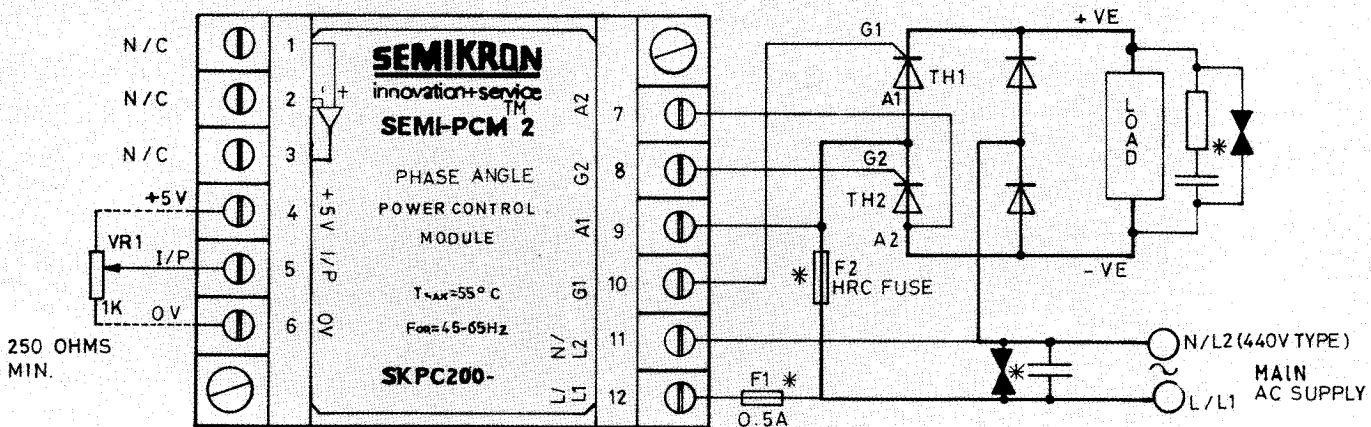 N/C
N/C
N/C
+5V
VR1
I/P
1K
0V
250 OHMS
MIN.
1
2
3
4
5
6
- +
+5V
I/P
0V
SEMIKRON
innovation+service
TM
SEMI-PCM 2
PHASE ANGLE
POWER CONTROL
MODULE
=55°C
=45-65Hz
SKPC200-
A2
G2
A1
G1
N/
L2
L/
L1
7
8
9
10
11
12
G1
TH1
A1
G2
TH2
A2
+VE
-VE
LOAD
*
* F2
HRC FUSE
F1 *
0.5A
*
N/L2(440V TYPE)
~
MAIN
AC SUPPLY
L/L1